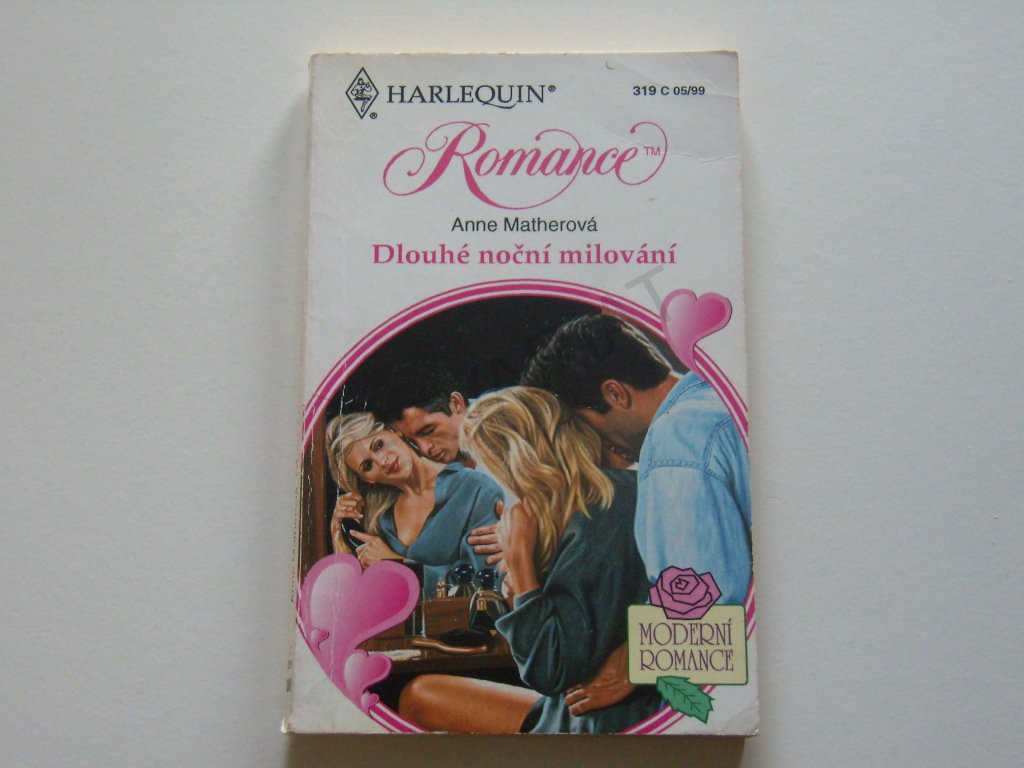 HARLEQUIN®
319 C 05/99
Romance™
Anne Matherová
Dlouhé noční milování
MODERNÍ
ROMANCE